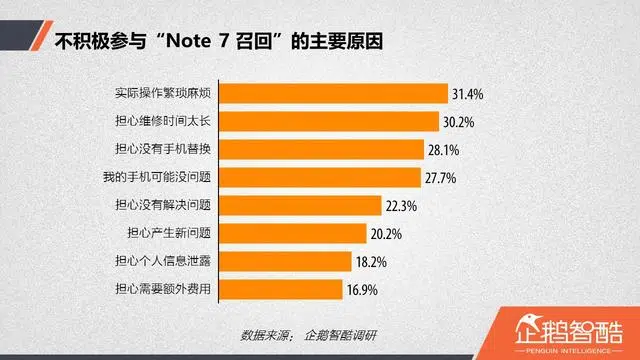 不积极参与“Note 7 召回”的主要原因
实际操作繁琐麻烦 31.4%
担心维修时间太长 30.2%
担心没有手机替换 28.1%
我的手机可能没问题 27.7%
担心没有解决问题 22.3%
担心产生新问题 20.2%
担心个人信息泄露 18.2%
担心需要额外费用 16.9%
数据来源：企鹅智酷调研
企鹅智酷
PENGUIN INTELLIGENCE